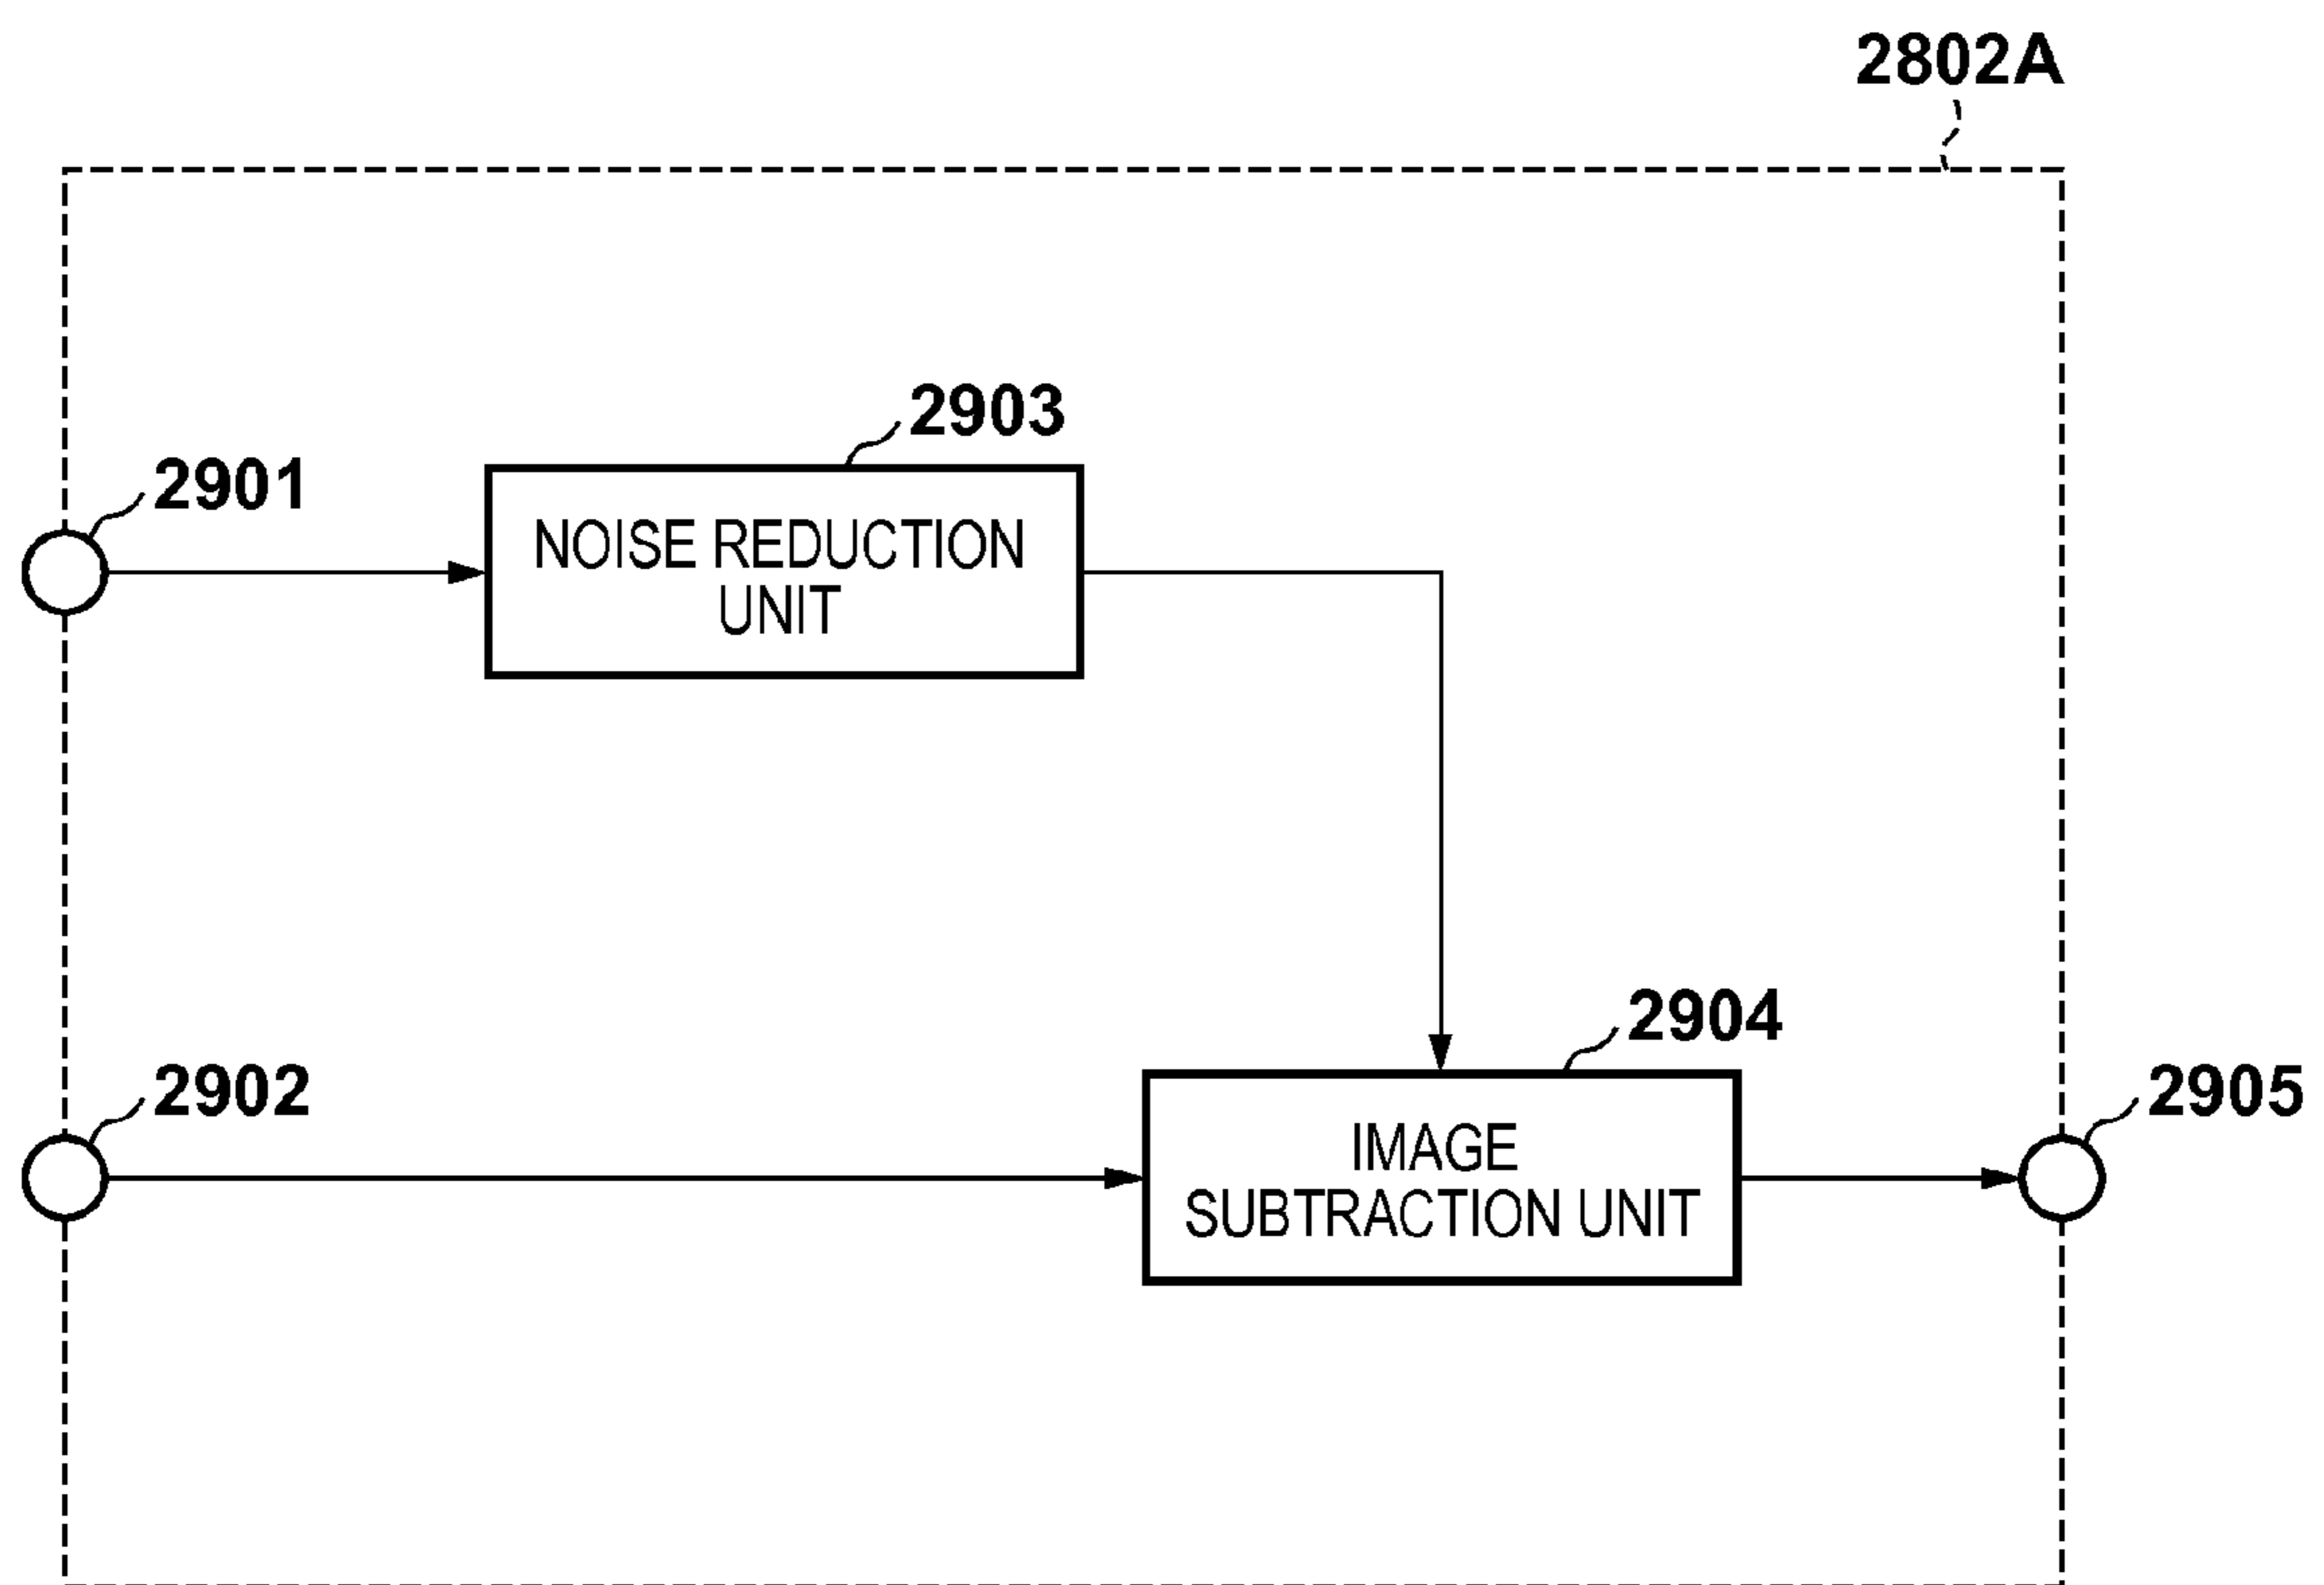 2802A
2903
2901
NOISE REDUCTION
UNIT
2904
2902
2905
IMAGE
SUBTRACTION UNIT